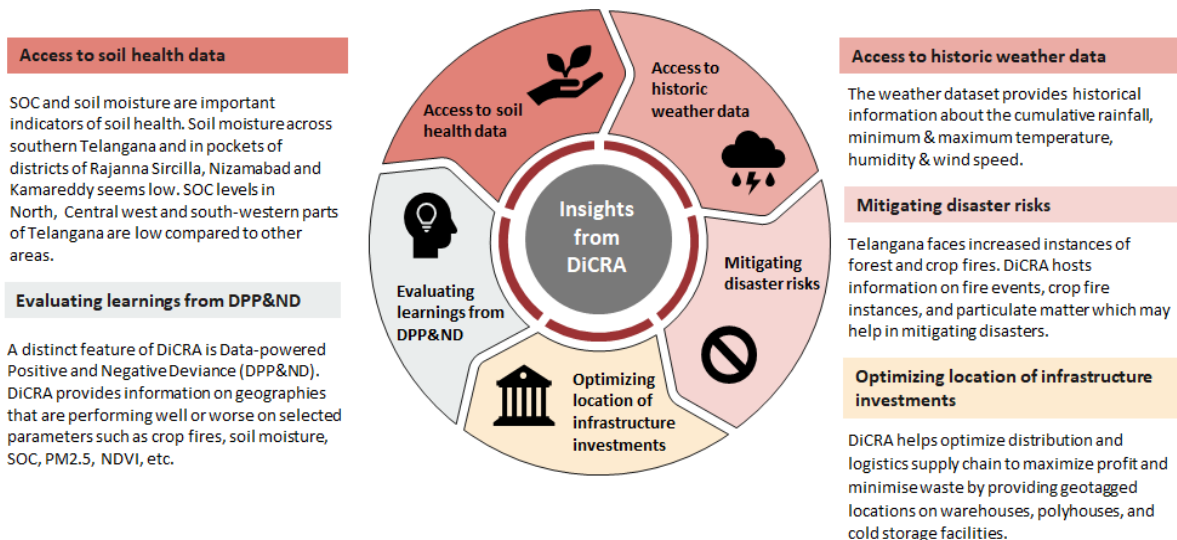 Access to soil health data
SOC and soil moisture are important
indicators of soil health. Soil moisture across
southern Telangana and in pockets of
districts of Rajanna Sircilla, Nizamabad and
Kamareddy seems low. SOC levels in
North, Central west and south-western parts
of Telangana are low compared to other
areas.
Evaluating learnings from DPP&ND
A distinct feature of DiCRA is Data-powered
Positive and Negative Deviance (DPP&ND).
DiCRA provides information on geographies
that are performing well or worse on selected
parameters such as crop fires, soil moisture,
SOC, PM2.5, NDVI, etc.
Access to soil
health data
Access to
historic
weather data
Insights
from
DiCRA
Evaluating
learnings from
DPP&ND
Mitigating
disaster risks
Optimizing
location of
infrastructure
investments
Access to historic weather data
The weather dataset provides historical
information about the cumulative rainfall,
minimum & maximum temperature,
humidity & wind speed.
Mitigating disaster risks
Telangana faces increased instances of
forest and crop fires. DiCRA hosts
information on fire events, crop fire
instances, and particulate matter which may
help in mitigating disasters.
Optimizing location of infrastructure
investments
DiCRA helps optimize distribution and
logistics supply chain to maximize profit and
minimise waste by providing geotagged
locations on warehouses, polyhouses, and
cold storage facilities.